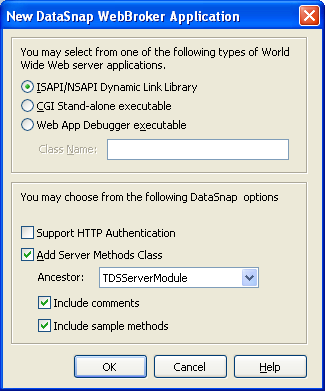 New DataSnap WebBroker Application
You may select from one of the following types of World
Wide Web server applications.
ISAPI/NSAPI Dynamic Link Library
CGI Stand-alone executable
Web App Debugger executable
Class Name:
You may choose from the following DataSnap options
Support HTTP Authentication
Add Server Methods Class
Ancestor: TDSServerModule
Include comments
Include sample methods
OK Cancel Help